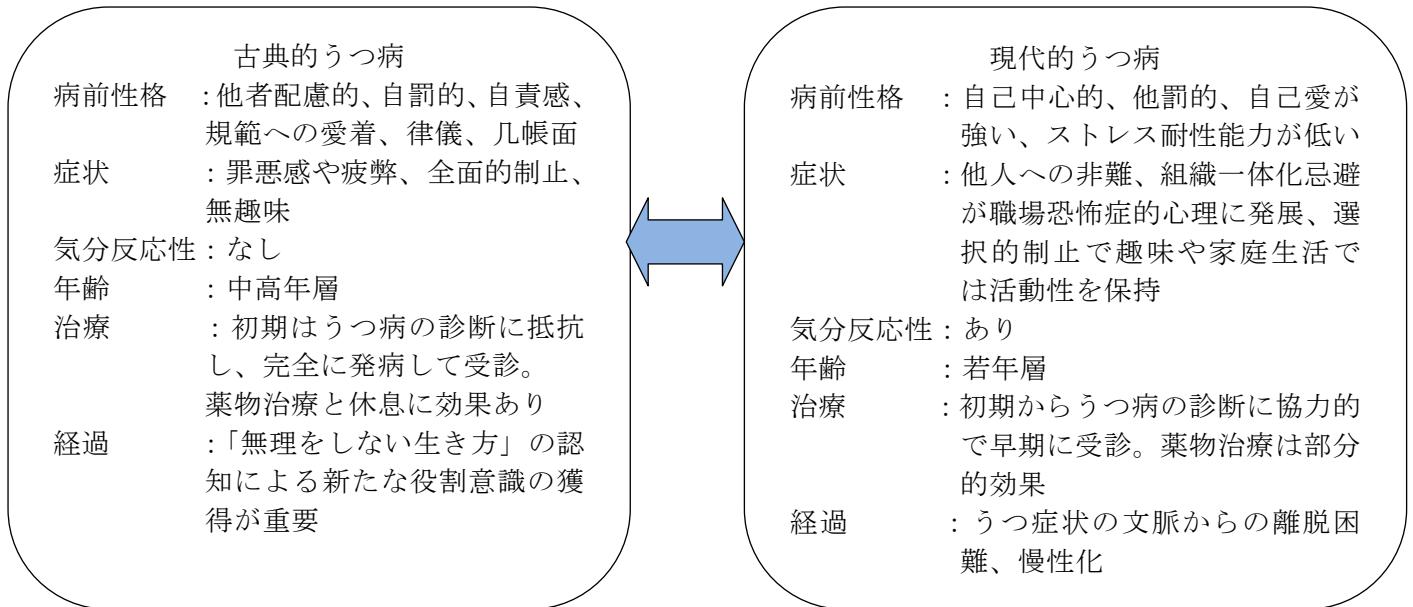 古典的うつ病
病前性格 :他者配慮的、自罰的、自責感、
規範への愛着、律儀、几帳面
症状 :罪悪感や疲弊、全面的制止、
無趣味
気分反応性:なし
年齢 :中高年層
治療 :初期はうつ病の診断に抵抗
し、完全に発病して受診。
薬物治療と休息に効果あり
経過 :「無理をしない生き方」の認
知による新たな役割意識の獲
得が重要
現代的うつ病
病前性格 :自己中心的、他罰的、自己愛が
強い、ストレス耐性能力が低い
症状 :他人への非難、組織一体化忌避
が職場恐怖症的心理に発展、選
択的制止で趣味や家庭生活で
は活動性を保持
気分反応性:あり
年齢 :若年層
治療 :初期からうつ病の診断に協力的
で早期に受診。薬物治療は部分
的効果
経過 :うつ症状の文脈からの離脱困
難、慢性化